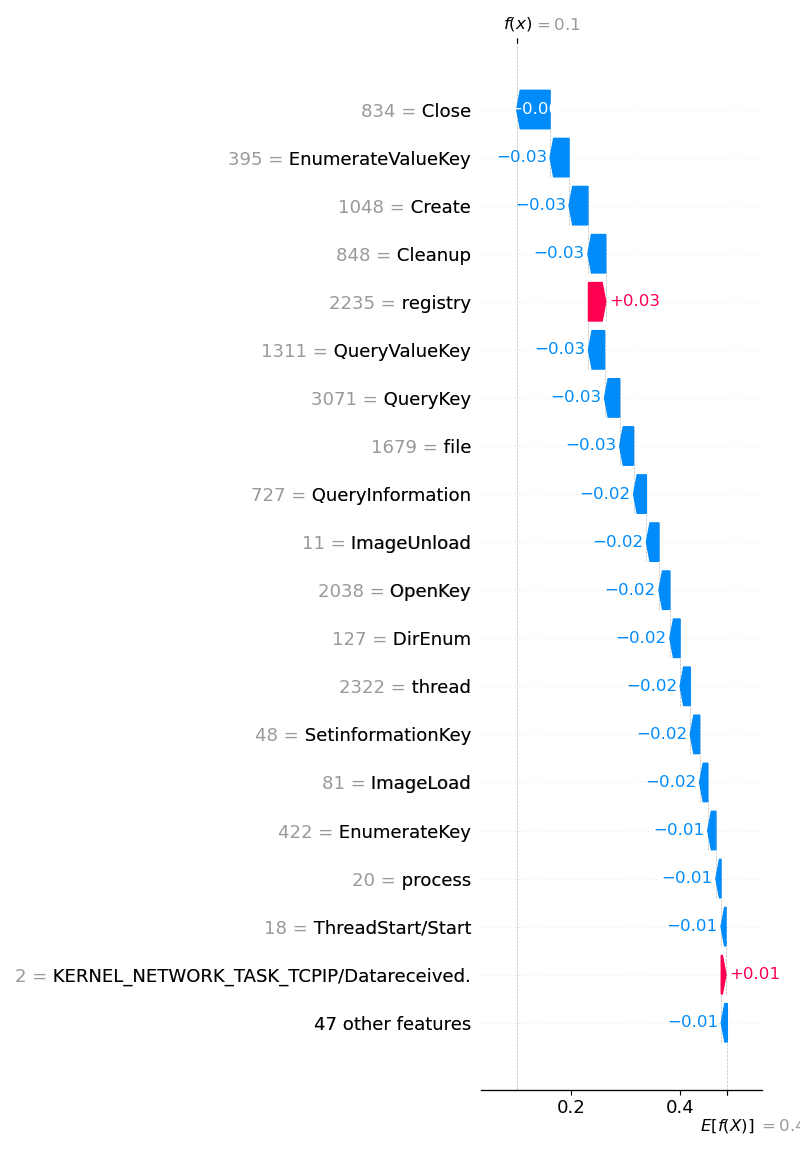 f(x) = 0.1
834 = Close
395 = EnumerateValueKey −0.03
1048 = Create −0.03
848 = Cleanup −0.03
2235 = registry +0.03
1311 = QueryValueKey −0.03
3071 = QueryKey −0.03
1679 = file −0.03
727 = QueryInformation −0.02
11 = ImageUnload −0.02
2038 = OpenKey −0.02
127 = DirEnum −0.02
2322 = thread −0.02
48 = SetinformationKey −0.02
81 = ImageLoad −0.02
422 = EnumerateKey −0.01
20 = process −0.01
18 = ThreadStart/Start −0.01
2 = KERNEL_NETWORK_TASK_TCPIP/Datareceived. +0.01
47 other features −0.01
0.2 0.4
E[f(X)] = 0.4